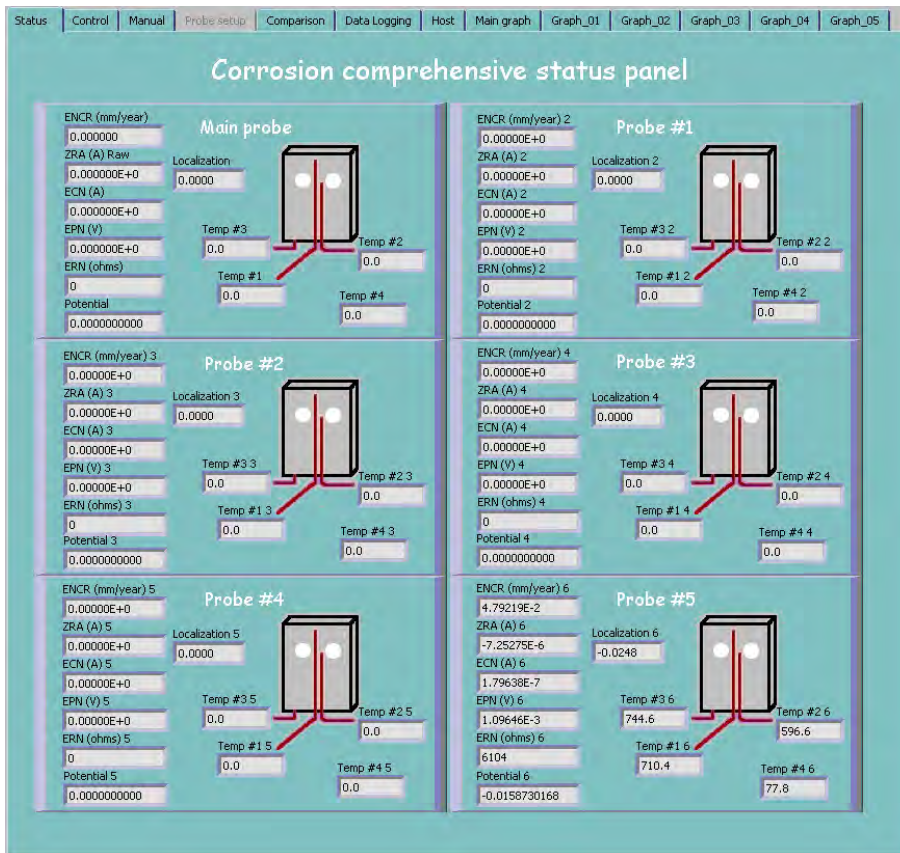 Status Control Manual Probe setup Comparison Data Logging Host Main graph Graph_01 Graph_02 Graph_03 Graph_04 Graph_05
Corrosion comprehensive status panel
Main probe
ENCR (mm/year)
0.000000
ZRA (A) Raw
0.000000E+0
ECN (A)
0.000000E+0
EPN (V)
0.000000E+0
ERN (ohms)
0
Potential
0.0000000000
Localization
0.0000
Temp #3
0.0
Temp #2
0.0
Temp #1
0.0
Temp #4
0.0
Probe #1
ENCR (mm/year) 2
0.00000E+0
ZRA (A) 2
0.00000E+0
ECN (A) 2
0.00000E+0
EPN (V) 2
0.00000E+0
ERN (ohms) 2
0
Potential 2
0.0000000000
Localization 2
0.0000
Temp #3 2
0.0
Temp #2 2
0.0
Temp #1 2
0.0
Temp #4 2
0.0
Probe #2
ENCR (mm/year) 3
0.00000E+0
ZRA (A) 3
0.00000E+0
ECN (A) 3
0.00000E+0
EPN (V) 3
0.00000E+0
ERN (ohms) 3
0
Potential 3
0.0000000000
Localization 3
0.0000
Temp #3 3
0.0
Temp #2 3
0.0
Temp #1 3
0.0
Temp #4 3
0.0
Probe #3
ENCR (mm/year) 4
0.00000E+0
ZRA (A) 4
0.00000E+0
ECN (A) 4
0.00000E+0
EPN (V) 4
0.00000E+0
ERN (ohms) 4
0
Potential 4
0.0000000000
Localization 4
0.0000
Temp #3 4
0.0
Temp #2 4
0.0
Temp #1 4
0.0
Temp #4 4
0.0
Probe #4
ENCR (mm/year) 5
0.00000E+0
ZRA (A) 5
0.00000E+0
ECN (A) 5
0.00000E+0
EPN (V) 5
0.00000E+0
ERN (ohms) 5
0
Potential 5
0.0000000000
Localization 5
0.0000
Temp #3 5
0.0
Temp #2 5
0.0
Temp #1 5
0.0
Temp #4 5
0.0
Probe #5
ENCR (mm/year) 6
4.79219E-2
ZRA (A) 6
-7.25275E-6
ECN (A) 6
1.79638E-7
EPN (V) 6
1.09646E-3
ERN (ohms) 6
6104
Potential 6
-0.0158730168
Localization 6
-0.0248
Temp #3 6
744.6
Temp #2 6
596.6
Temp #1 6
710.4
Temp #4 6
77.8